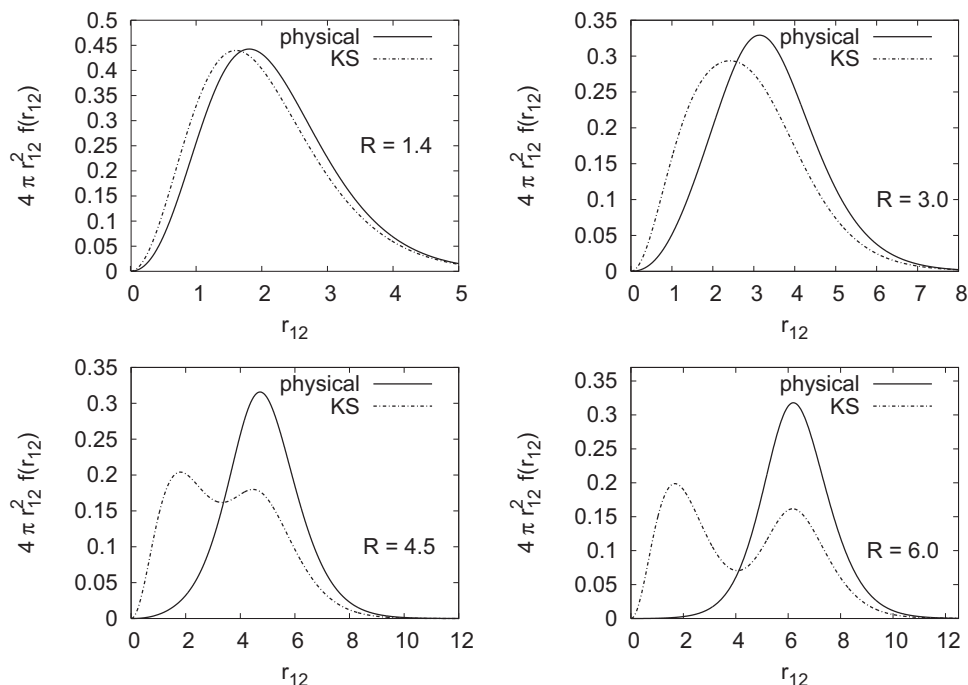 0.5
0.45
0.4
0.35
0.3
0.25
0.2
0.15
0.1
0.05
0
4 π r₁₂² f(r₁₂)
physical
KS
R = 1.4
0 1 2 3 4 5
r₁₂
0.35
0.3
0.25
0.2
0.15
0.1
0.05
0
4 π r₁₂² f(r₁₂)
physical
KS
R = 3.0
0 1 2 3 4 5 6 7 8
r₁₂
0.35
0.3
0.25
0.2
0.15
0.1
0.05
0
4 π r₁₂² f(r₁₂)
physical
KS
R = 4.5
0 2 4 6 8 10 12
r₁₂
0.35
0.3
0.25
0.2
0.15
0.1
0.05
0
4 π r₁₂² f(r₁₂)
physical
KS
R = 6.0
0 2 4 6 8 10 12
r₁₂